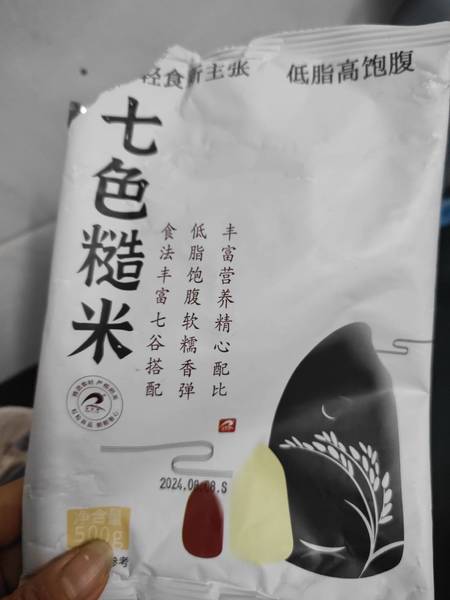 轻食新主张
低脂高饱腹
七色糙米
丰富营养精心配比
低脂饱腹软糯香弹
食法丰富七谷搭配
2024.08.08.S
净含量
500g
参考